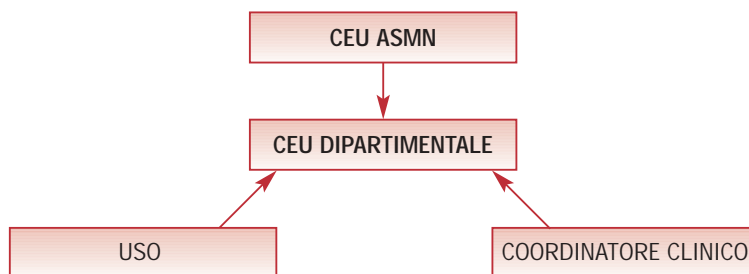 CEU ASMN
CEU DIPARTIMENTALE
USO
COORDINATORE CLINICO